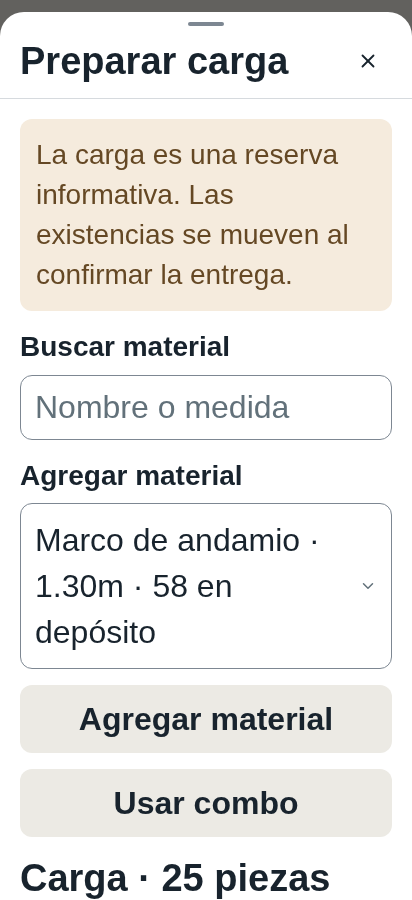 Preparar carga
×
La carga es una reserva
informativa. Las
existencias se mueven al
confirmar la entrega.
Buscar material
Nombre o medida
Agregar material
Marco de andamio ·
1.30m · 58 en
depósito
Agregar material
Usar combo
Carga · 25 piezas